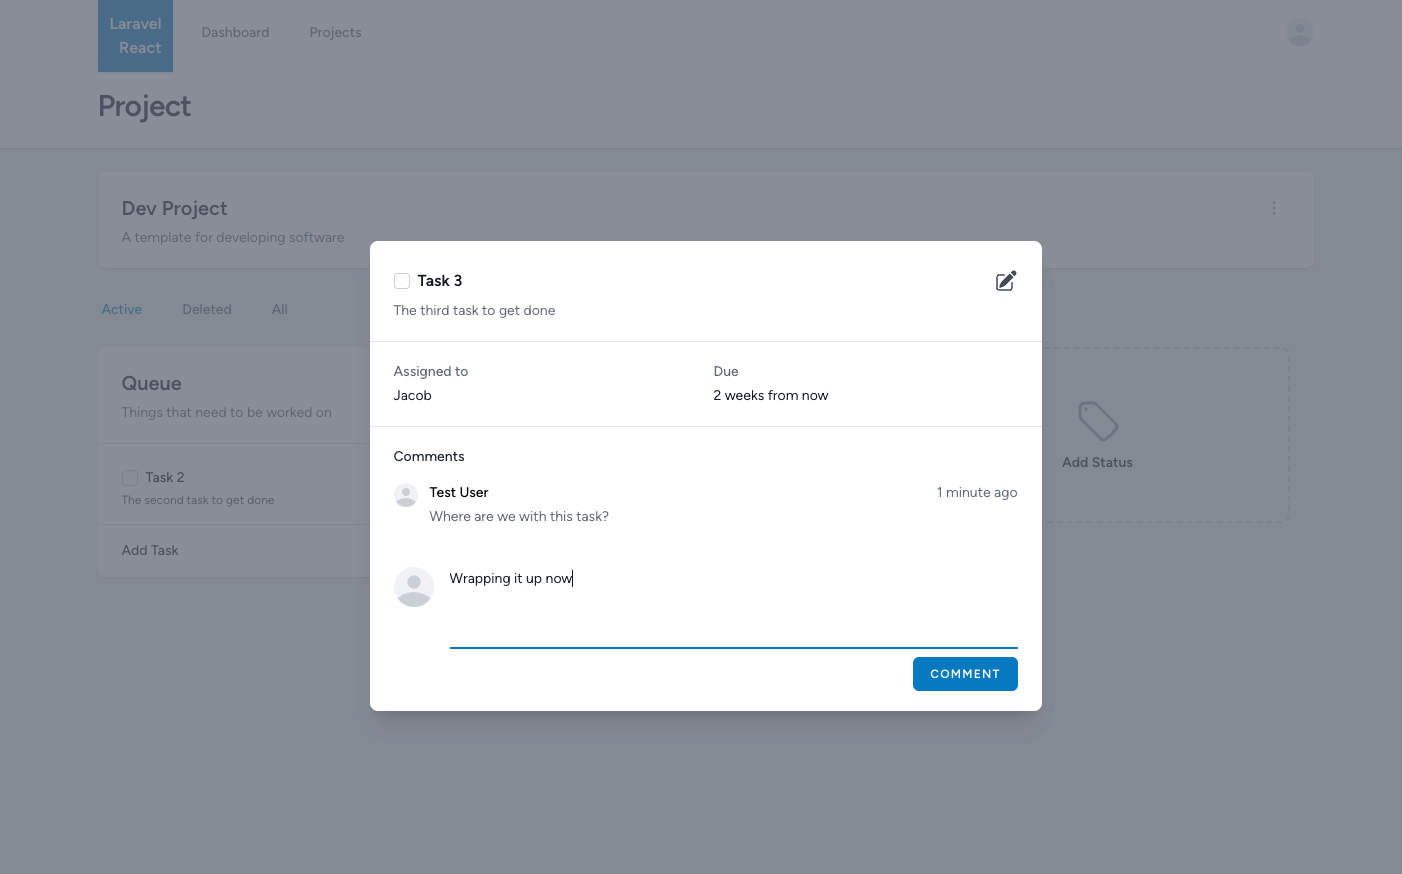 Laravel
React
Dashboard
Projects
Project
Dev Project
A template for developing software
Active
Deleted
All
Queue
Things that need to be worked on
Task 2
The second task to get done
Add Task
Add Status
Task 3
The third task to get done
Assigned to
Jacob
Due
2 weeks from now
Comments
Test User
1 minute ago
Where are we with this task?
Wrapping it up now
COMMENT